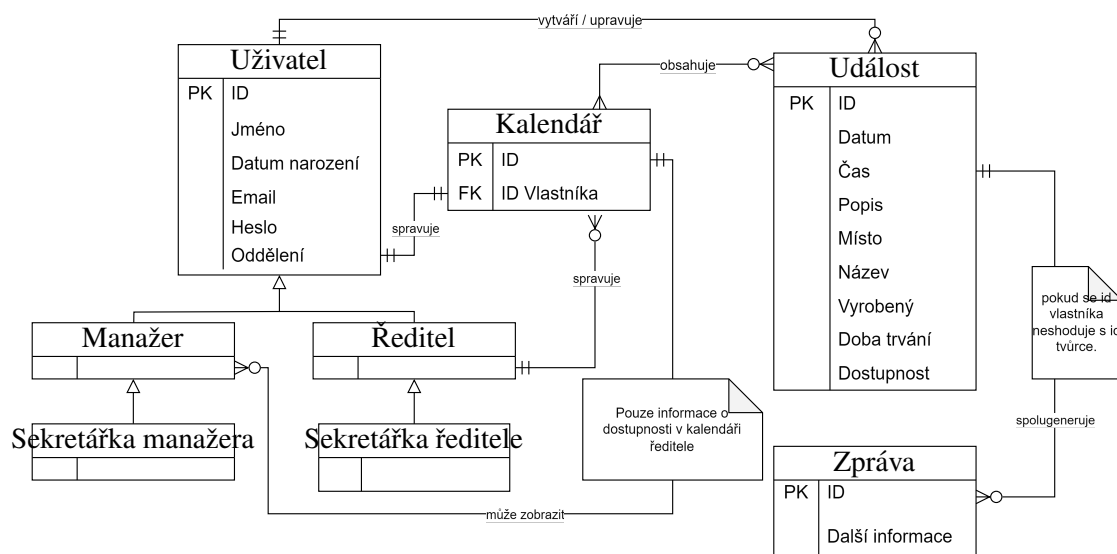 vytváří / upravuje
Uživatel
PK ID
Jméno
Datum narození
Email
Heslo
Oddělení
obsahuje
Kalendář
PK ID
FK ID Vlastníka
spravuje
spravuje
Událost
PK ID
Datum
Čas
Popis
Místo
Název
Vyrobený
Doba trvání
Dostupnost
pokud se id
vlastníka
neshoduje s id
tvůrce.
Manažer
Ředitel
Sekretářka manažera
Sekretářka ředitele
Pouze informace o
dostupnosti v kalendáři
ředitele
může zobrazit
spolugeneruje
Zpráva
PK ID
Další informace